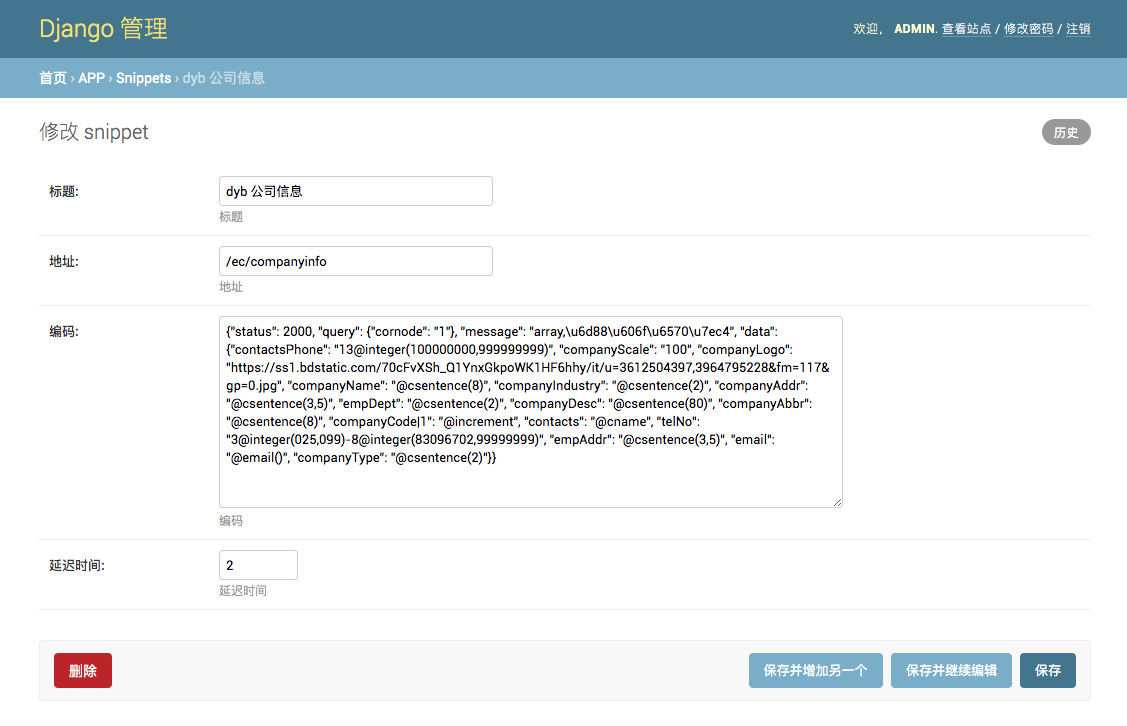 Django 管理
欢迎， ADMIN. 查看站点 / 修改密码 / 注销
首页 › APP › Snippets › dyb 公司信息
修改 snippet
历史
标题:
dyb 公司信息
标题
地址:
/ec/companyinfo
地址
编码:
{"status": 2000, "query": {"cornode": "1"}, "message": "array,\u6d88\u606f\u6570\u7ec4", "data":
{"contactsPhone": "13@integer(100000000,999999999)", "companyScale": "100", "companyLogo":
"https://ss1.bdstatic.com/70cFvXSh_Q1YnxGkpoWK1HF6hhy/it/u=3612504397,3964795228&fm=117&
gp=0.jpg", "companyName": "@csentence(8)", "companyIndustry": "@csentence(2)", "companyAddr":
"@csentence(3,5)", "empDept": "@csentence(2)", "companyDesc": "@csentence(80)", "companyAbbr":
"@csentence(8)", "companyCode|1": "@increment", "contacts": "@cname", "telNo":
"3@integer(025,099)-8@integer(83096702,99999999)", "empAddr": "@csentence(3,5)", "email":
"@email()", "companyType": "@csentence(2)"}}
编码
延迟时间:
2
延迟时间
删除
保存并增加另一个
保存并继续编辑
保存